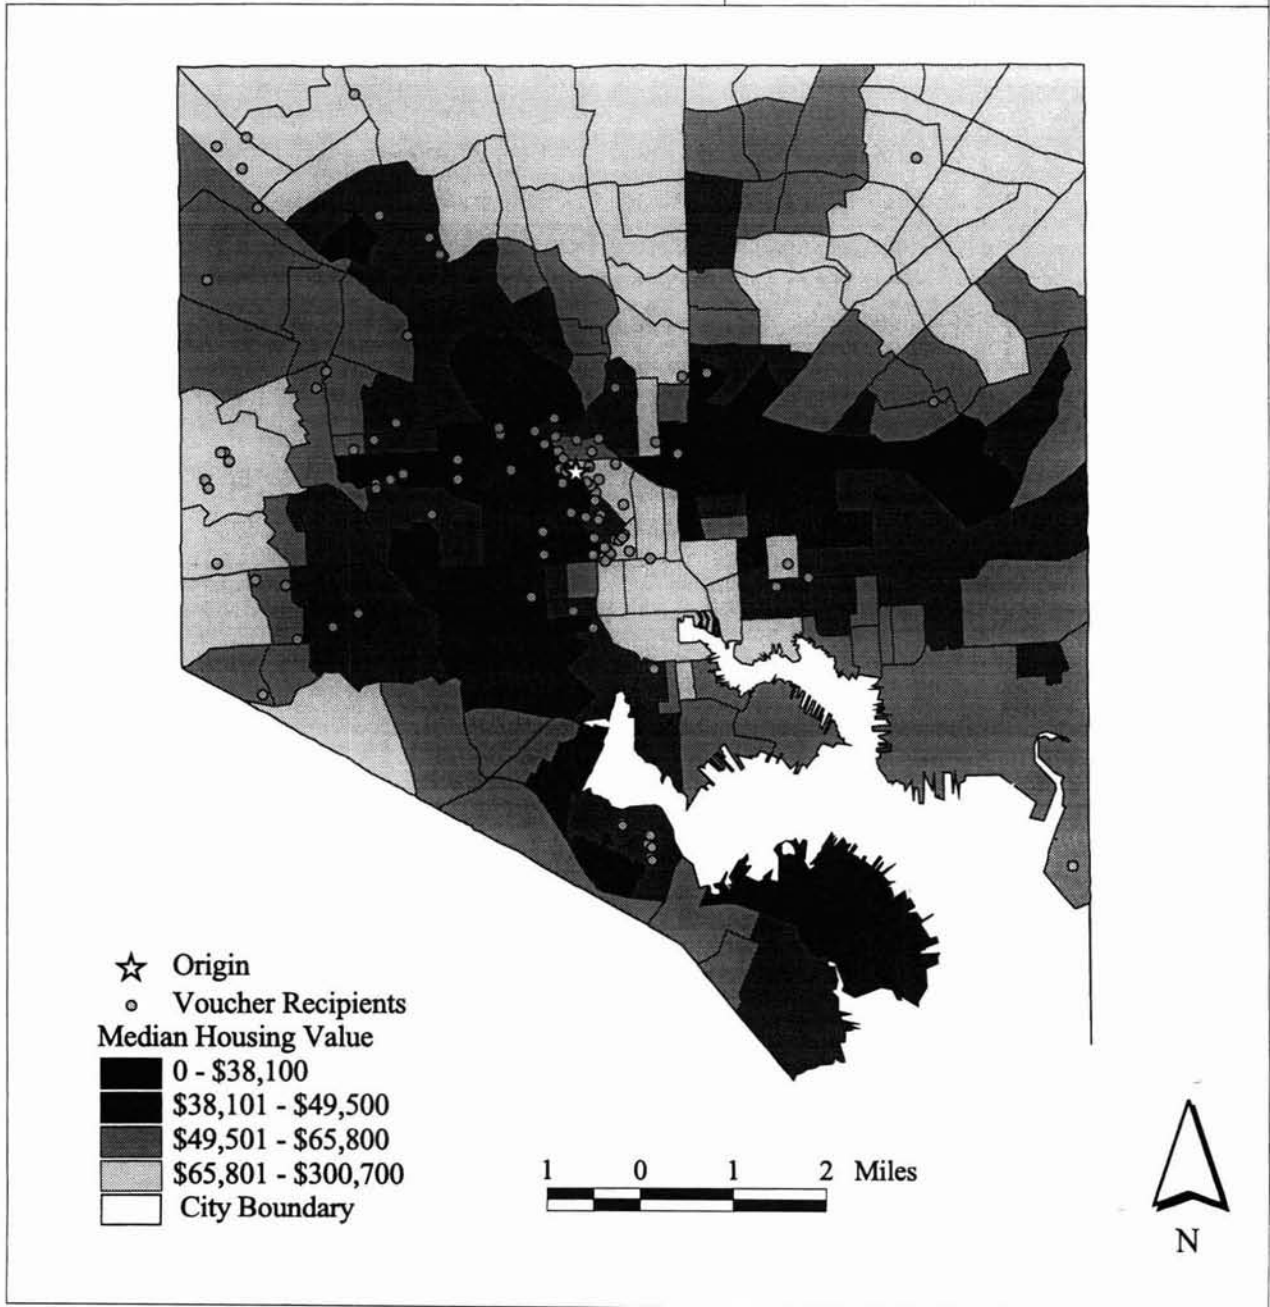 Origin
Voucher Recipients
Median Housing Value
0 - $38,100
$38,101 - $49,500
$49,501 - $65,800
$65,801 - $300,700
City Boundary
1 0 1 2 Miles
N